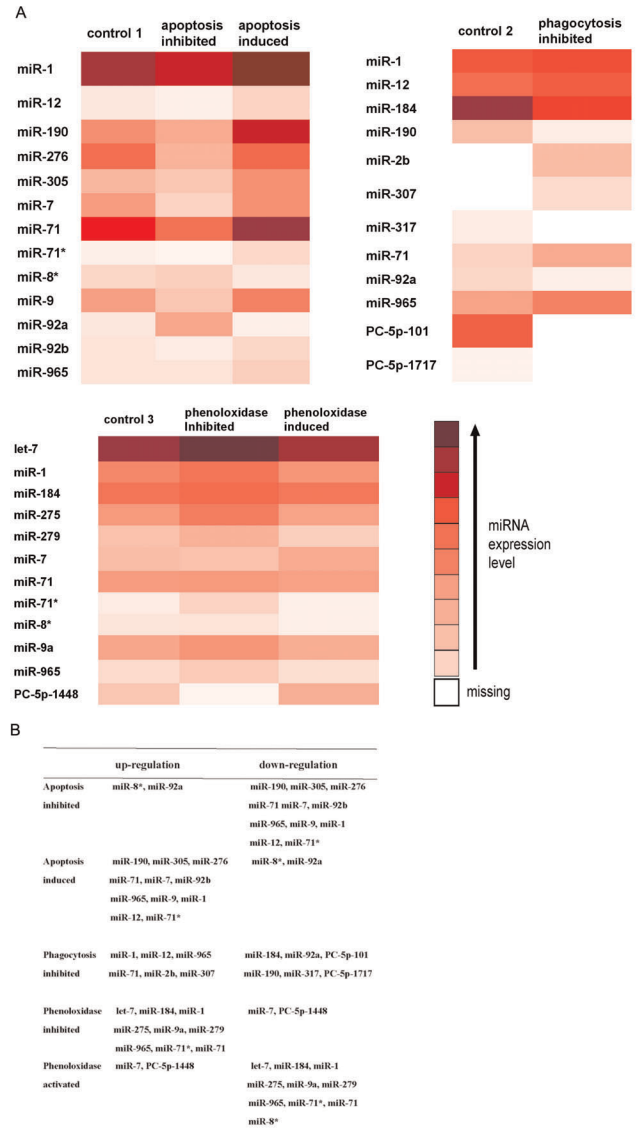 A
control 1
apoptosis
inhibited
apoptosis
induced
miR-1
miR-12
miR-190
miR-276
miR-305
miR-7
miR-71
miR-71*
miR-8*
miR-9
miR-92a
miR-92b
miR-965
control 2
phagocytosis
inhibited
miR-1
miR-12
miR-184
miR-190
miR-2b
miR-307
miR-317
miR-71
miR-92a
miR-965
PC-5p-101
PC-5p-1717
control 3
phenoloxidase
Inhibited
phenoloxidase
induced
let-7
miR-1
miR-184
miR-275
miR-279
miR-7
miR-71
miR-71*
miR-8*
miR-9a
miR-965
PC-5p-1448
miRNA
expression
level
missing
B
up-regulation down-regulation
Apoptosis miR-8*, miR-92a miR-190, miR-305, miR-276
inhibited miR-71 miR-7, miR-92b
miR-965, miR-9, miR-1
miR-12, miR-71*
Apoptosis miR-190, miR-305, miR-276 miR-8*, miR-92a
induced miR-71, miR-7, miR-92b
miR-965, miR-9, miR-1
miR-12, miR-71*
Phagocytosis miR-1, miR-12, miR-965 miR-184, miR-92a, PC-5p-101
inhibited miR-71, miR-2b, miR-307 miR-190, miR-317, PC-5p-1717
Phenoloxidase let-7, miR-184, miR-1 miR-7, PC-5p-1448
inhibited miR-275, miR-9a, miR-279
miR-965, miR-71*, miR-71
Phenoloxidase miR-7, PC-5p-1448 let-7, miR-184, miR-1
activated miR-275, miR-9a, miR-279
miR-965, miR-71*, miR-71
miR-8*